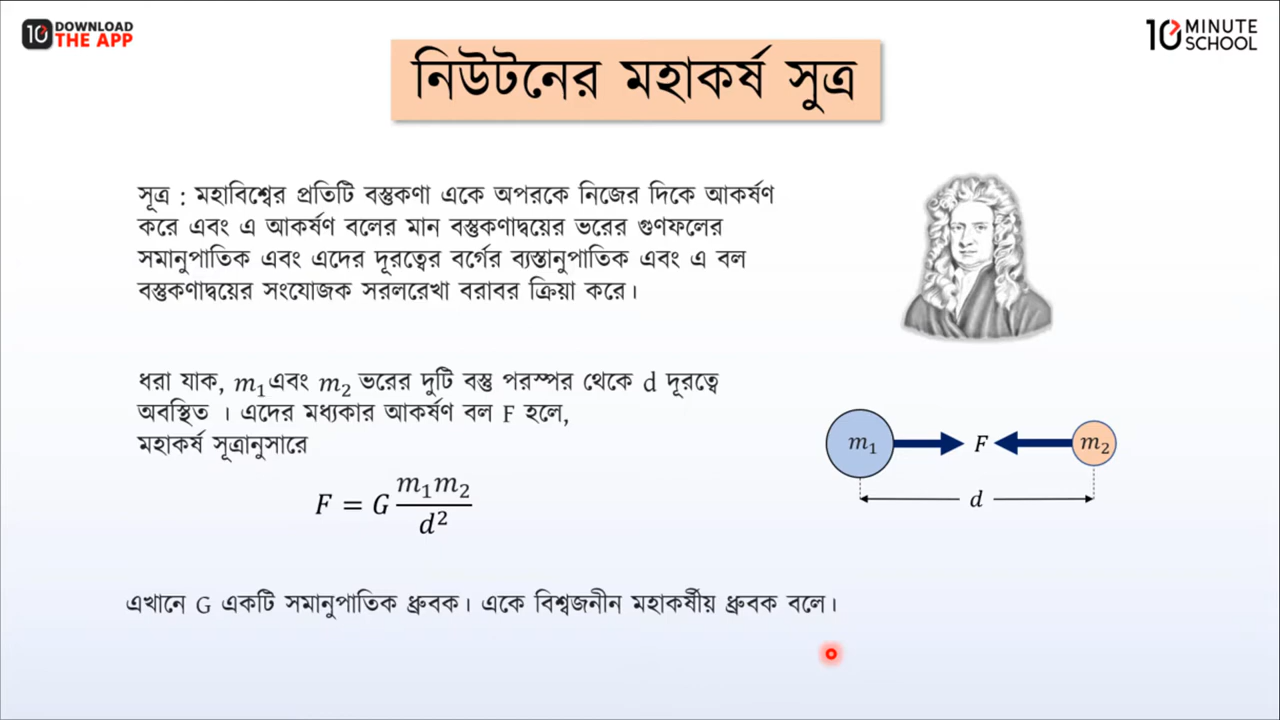 10 DOWNLOAD
THE APP
10 MINUTE
SCHOOL
নিউটনের মহাকর্ষ সুত্র
সূত্র : মহাবিশ্বের প্রতিটি বস্তুকণা একে অপরকে নিজের দিকে আকর্ষণ
করে এবং এ আকর্ষণ বলের মান বস্তুকণাদ্বয়ের ভরের গুণফলের
সমানুপাতিক এবং এদের দূরত্বের বর্গের ব্যস্তানুপাতিক এবং এ বল
বস্তুকণাদ্বয়ের সংযোজক সরলরেখা বরাবর ক্রিয়া করে।
ধরা যাক, m₁ এবং m₂ ভরের দুটি বস্তু পরস্পর থেকে d দূরত্বে
অবস্থিত । এদের মধ্যকার আকর্ষণ বল F হলে,
মহাকর্ষ সূত্রানুসারে
m₁ F m₂
d
F = G m₁m₂/d²
এখানে G একটি সমানুপাতিক ধ্রুবক। একে বিশ্বজনীন মহাকর্ষীয় ধ্রুবক বলে।